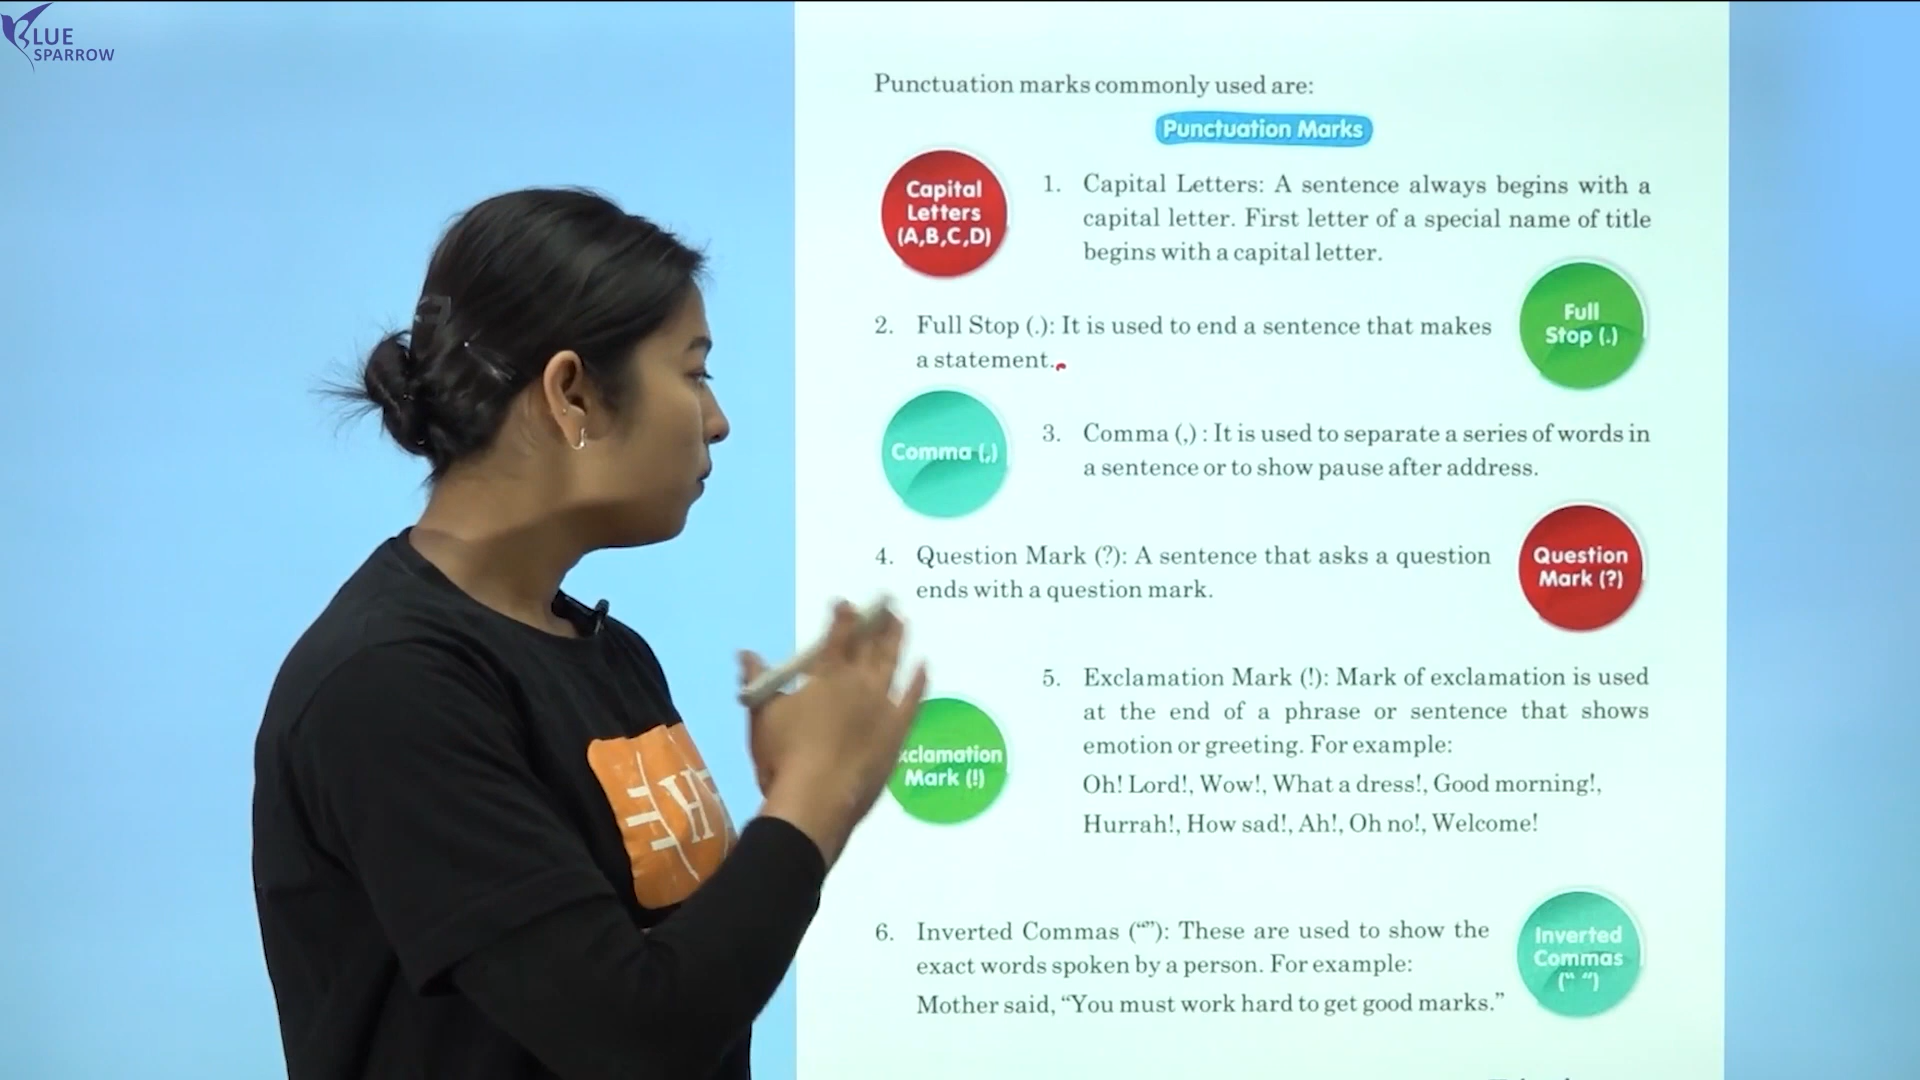 BLUE
SPARROW
Punctuation marks commonly used are:
Punctuation Marks
Capital
Letters
(A,B,C,D)
1. Capital Letters: A sentence always begins with a
capital letter. First letter of a special name of title
begins with a capital letter.
2. Full Stop (.): It is used to end a sentence that makes
a statement.
Full
Stop (.)
Comma (,)
3. Comma (,) : It is used to separate a series of words in
a sentence or to show pause after address.
4. Question Mark (?): A sentence that asks a question
ends with a question mark.
Question
Mark (?)
xclamation
Mark (!)
5. Exclamation Mark (!): Mark of exclamation is used
at the end of a phrase or sentence that shows
emotion or greeting. For example:
Oh! Lord!, Wow!, What a dress!, Good morning!,
Hurrah!, How sad!, Ah!, Oh no!, Welcome!
6. Inverted Commas (“”): These are used to show the
exact words spoken by a person. For example:
Mother said, “You must work hard to get good marks.”
Inverted
Commas
(“ “)